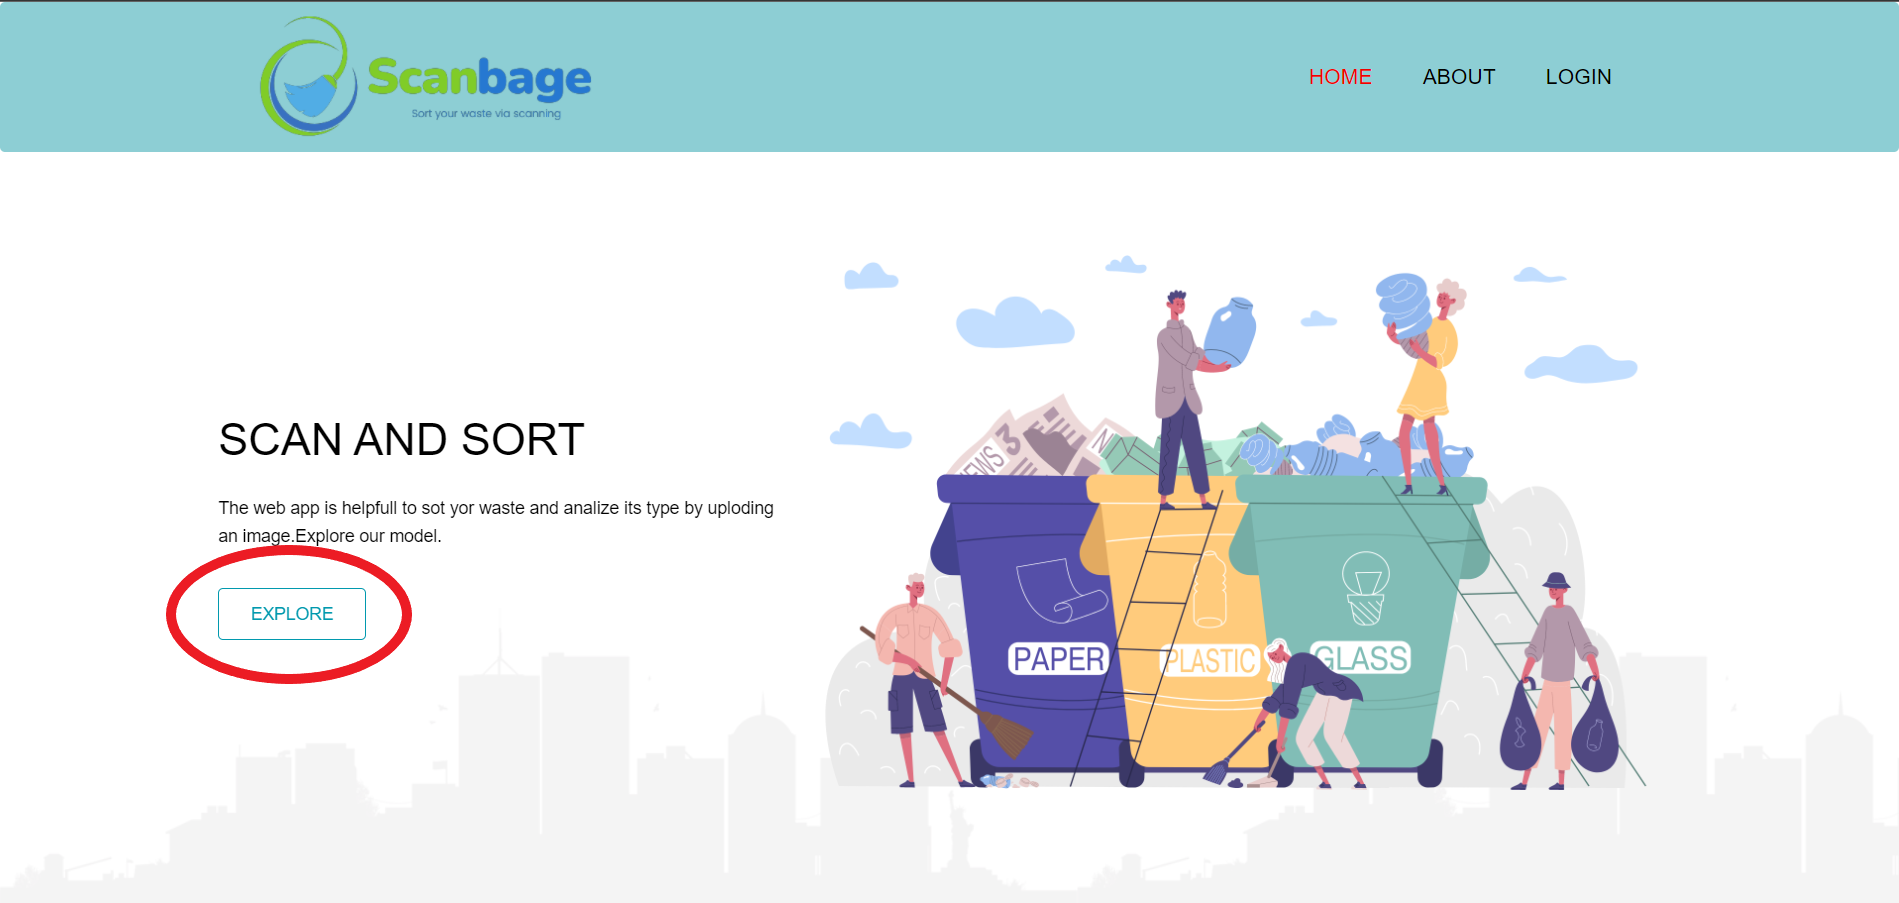 Scanbage
Sort your waste via scanning
HOME ABOUT LOGIN
SCAN AND SORT
The web app is helpfull to sot yor waste and analize its type by uploding
an image.Explore our model.
EXPLORE
NEWS 3 N
PAPER PLASTIC GLASS